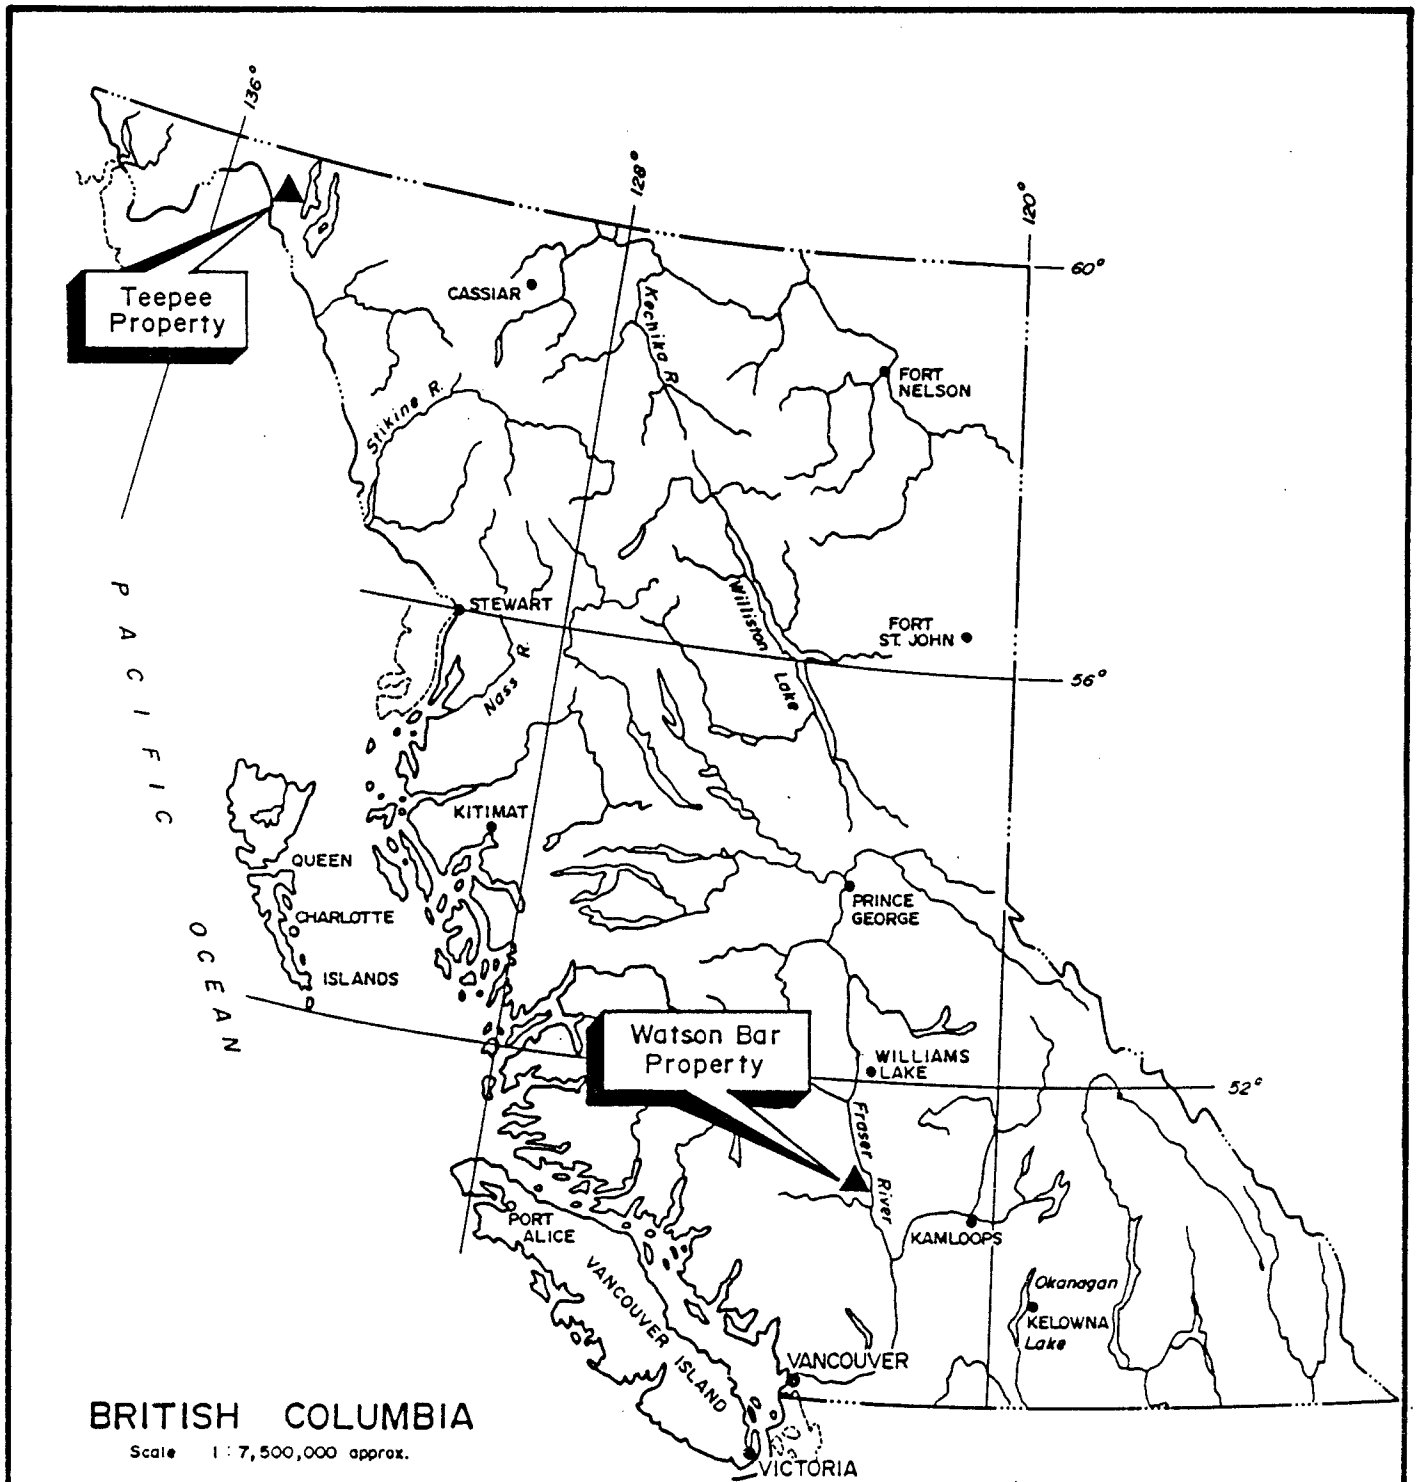 136°
128°
120°
60°
Teepee
Property
CASSIAR
Kechika R.
FORT
NELSON
Stikine R.
PACIFIC
OCEAN
STEWART
Nass R.
Williston
Lake
FORT
ST. JOHN
56°
KITIMAT
QUEEN
CHARLOTTE
ISLANDS
PRINCE
GEORGE
Watson Bar
Property
WILLIAMS
LAKE
52°
Fraser
River
PORT
ALICE
KAMLOOPS
VANCOUVER ISLAND
Okanagan
KELOWNA
Lake
VANCOUVER
VICTORIA
BRITISH COLUMBIA
Scale 1:7,500,000 approx.